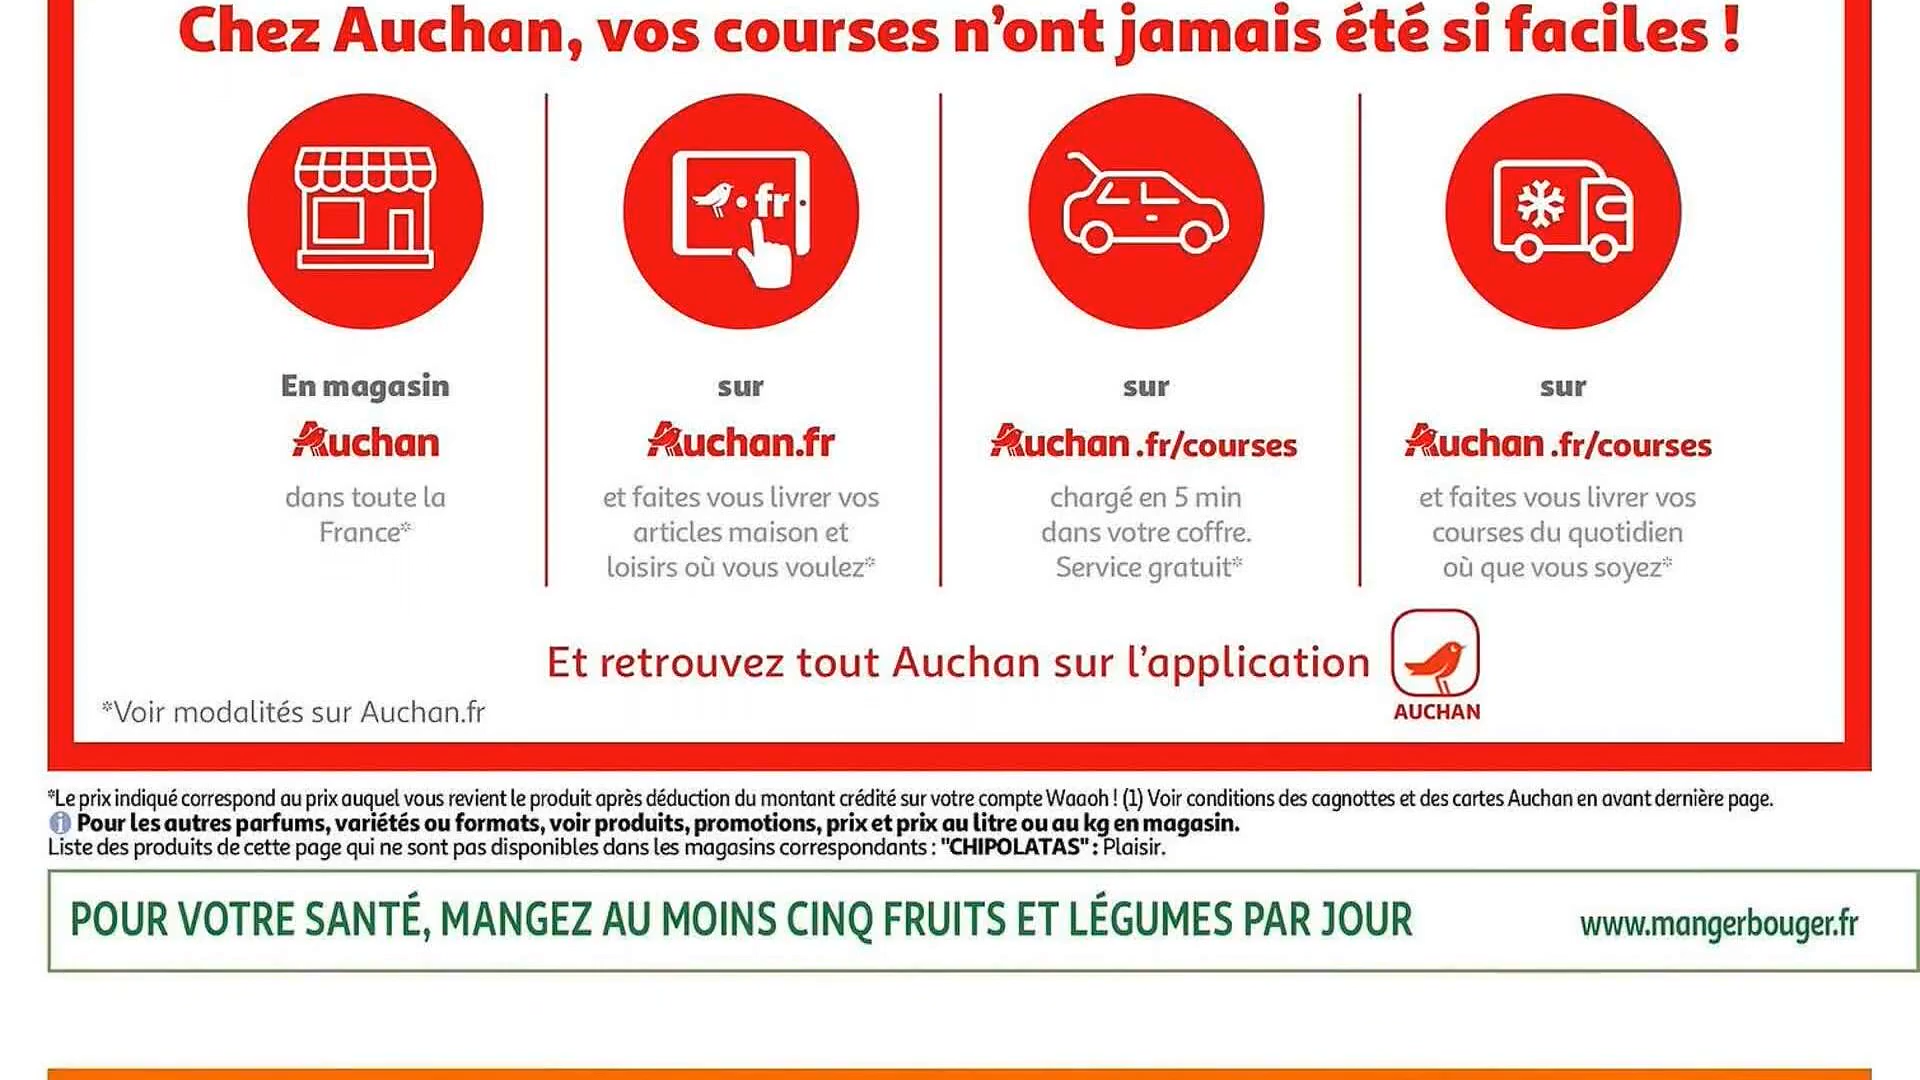 Chez Auchan, vos courses n'ont jamais été si faciles !
.fr
En magasin
Auchan
dans toute la
France*
sur
Auchan.fr
et faites vous livrer vos
articles maison et
loisirs où vous voulez*
sur
Auchan.fr/courses
chargé en 5 min
dans votre coffre.
Service gratuit*
sur
Auchan.fr/courses
et faites vous livrer vos
courses du quotidien
où que vous soyez*
Et retrouvez tout Auchan sur l'application
AUCHAN
*Voir modalités sur Auchan.fr
*Le prix indiqué correspond au prix auquel vous revient le produit après déduction du montant crédité sur votre compte Waaoh ! (1) Voir conditions des cagnottes et des cartes Auchan en avant dernière page.
i Pour les autres parfums, variétés ou formats, voir produits, promotions, prix et prix au litre ou au kg en magasin.
Liste des produits de cette page qui ne sont pas disponibles dans les magasins correspondants : "CHIPOLATAS" : Plaisir.
POUR VOTRE SANTÉ, MANGEZ AU MOINS CINQ FRUITS ET LÉGUMES PAR JOUR
www.mangerbouger.fr